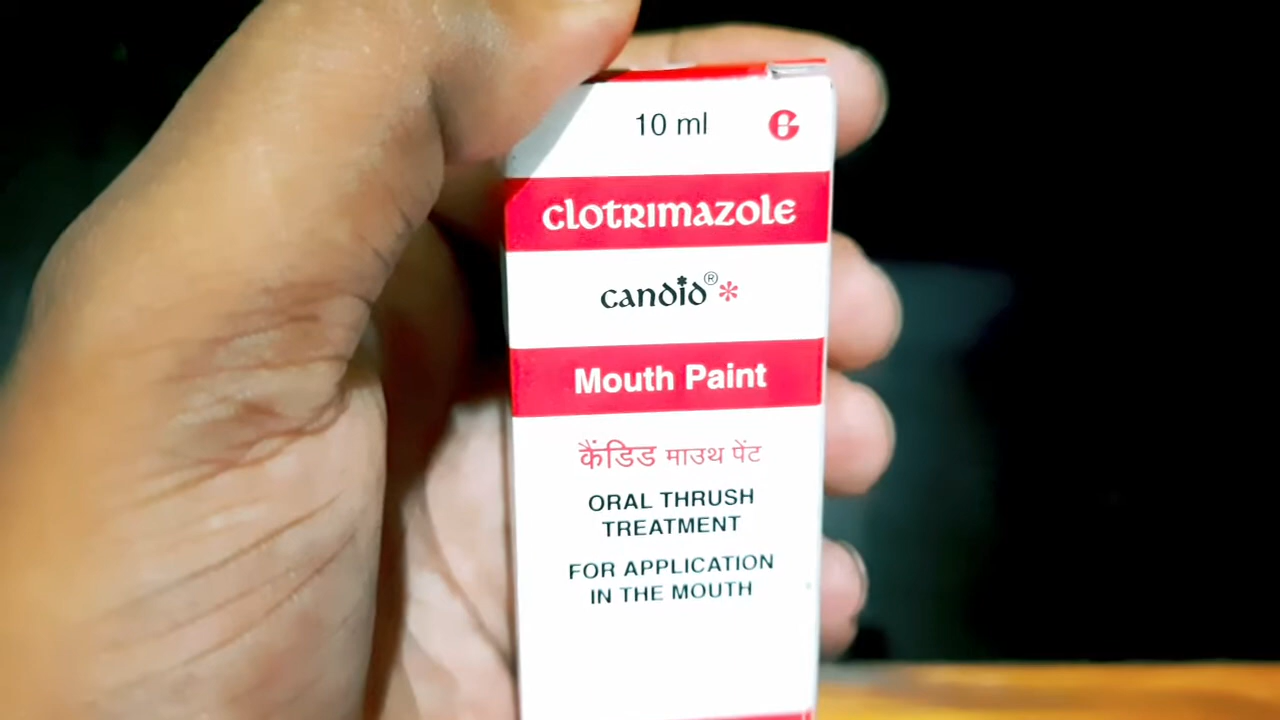 10 ml
CLOTRIMAZOLE
candid®*
Mouth Paint
कैंडिड माउथ पेंट
ORAL THRUSH
TREATMENT
FOR APPLICATION
IN THE MOUTH